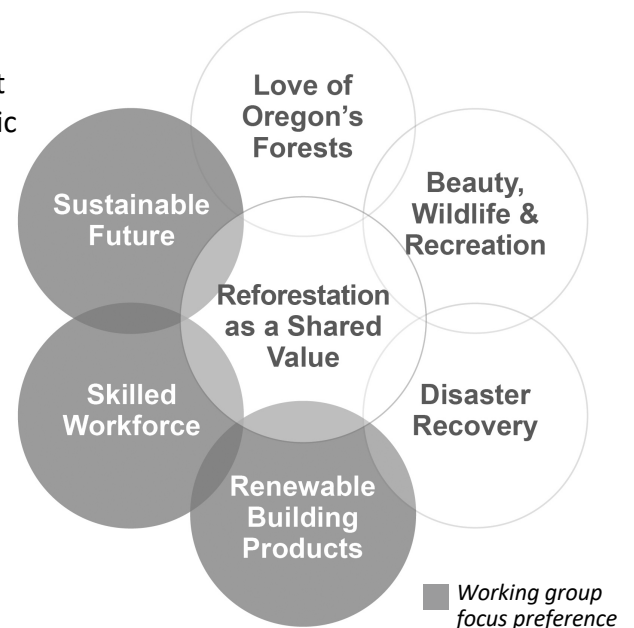 t
ic
Love of
Oregon's
Forests
Sustainable
Future
Beauty,
Wildlife &
Recreation
Reforestation
as a Shared
Value
Skilled
Workforce
Disaster
Recovery
Renewable
Building
Products
Working group
focus preference